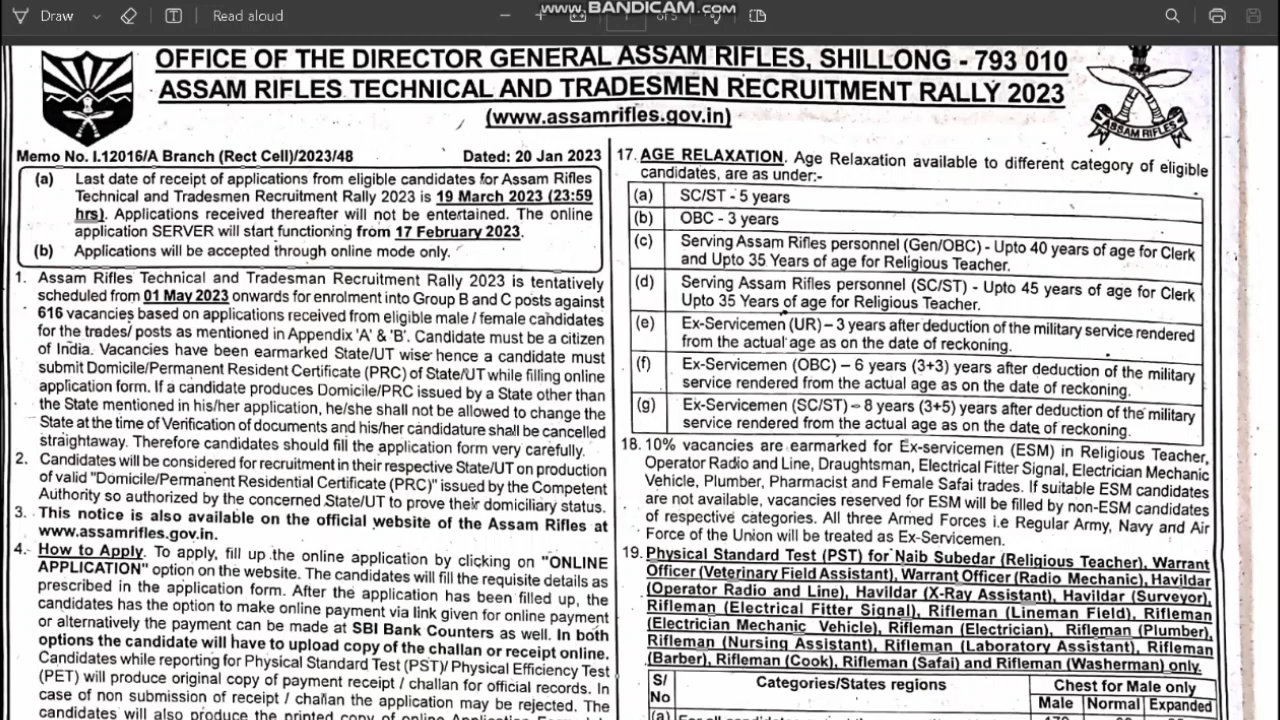 Draw
Read aloud
www.BANDICAM.com
of 5
OFFICE OF THE DIRECTOR GENERAL ASSAM RIFLES, SHILLONG - 793 010
ASSAM RIFLES TECHNICAL AND TRADESMEN RECRUITMENT RALLY 2023
(www.assamrifles.gov.in)
ASSAM RIFLES
Memo No. I.12016/A Branch (Rect Cell)/2023/48 Dated: 20 Jan 2023
(a) Last date of receipt of applications from eligible candidates for Assam Rifles
Technical and Tradesmen Recruitment Rally 2023 is 19 March 2023 (23:59
hrs). Applications received thereafter will not be entertained. The online
application SERVER will start functioning from 17 February 2023.
(b) Applications will be accepted through online mode only.
1. Assam Rifles Technical and Tradesman Recruitment Rally 2023 is tentatively
scheduled from 01 May 2023 onwards for enrolment into Group B and C posts against
616 vacancies based on applications received from eligible male / female candidates
for the trades/ posts as mentioned in Appendix 'A' & 'B'. Candidate must be a citizen
of India. Vacancies have been earmarked State/UT wise hence a candidate must
submit Domicile/Permanent Resident Certificate (PRC) of State/UT while filling online
application form. If a candidate produces Domicile/PRC issued by a State other than
the State mentioned in his/her application, he/she shall not be allowed to change the
State at the time of Verification of documents and his/her candidature shall be cancelled
straightaway. Therefore candidates should fill the application form very carefully.
2. Candidates will be considered for recruitment in their respective State/UT on production
of valid "Domicile/Permanent Residential Certificate (PRC)" issued by the Competent
Authority so authorized by the concerned State/UT to prove their domiciliary status.
3. This notice is also available on the official website of the Assam Rifles at
www.assamrifles.gov.in.
4. How to Apply. To apply, fill up the online application by clicking on "ONLINE
APPLICATION" option on the website. The candidates will fill the requisite details as
prescribed in the application form. After the application has been filled up, the
candidates has the option to make online payment via link given for online payment
or alternatively the payment can be made at SBI Bank Counters as well. In both
options the candidate will have to upload copy of the challan or receipt online.
Candidates while reporting for Physical Standard Test (PST)/ Physical Efficiency Test
(PET) will produce original copy of payment receipt / challan for official records. In
case of non submission of receipt / challan the application may be rejected. The
candidates will also produce the printed copy of online Application Form
17. AGE RELAXATION. Age Relaxation available to different category of eligible
candidates, are as under:-
(a) SC/ST - 5 years
(b) OBC - 3 years
(c) Serving Assam Rifles personnel (Gen/OBC) - Upto 40 years of age for Clerk
and Upto 35 Years of age for Religious Teacher.
(d) Serving Assam Rifles personnel (SC/ST) - Upto 45 years of age for Clerk
Upto 35 Years of age for Religious Teacher.
(e) Ex-Servicemen (UR) – 3 years after deduction of the military service rendered
from the actual age as on the date of reckoning.
(f) Ex-Servicemen (OBC) – 6 years (3+3) years after deduction of the military
service rendered from the actual age as on the date of reckoning.
(g) Ex-Servicemen (SC/ST) – 8 years (3+5) years after deduction of the military
service rendered from the actual age as on the date of reckoning.
18. 10% vacancies are earmarked for Ex-servicemen (ESM) in Religious Teacher,
Operator Radio and Line, Draughtsman, Electrical Fitter Signal, Electrician Mechanic
Vehicle, Plumber, Pharmacist and Female Safai trades. If suitable ESM candidates
are not available, vacancies reserved for ESM will be filled by non-ESM candidates
of respective categories. All three Armed Forces i.e Regular Army, Navy and Air
Force of the Union will be treated as Ex-Servicemen.
19. Physical Standard Test (PST) for Naib Subedar (Religious Teacher), Warrant
Officer (Veterinary Field Assistant), Warrant Officer (Radio Mechanic), Havildar
(Operator Radio and Line), Havildar (X-Ray Assistant), Havildar (Surveyor),
Rifleman (Electrical Fitter Signal), Rifleman (Lineman Field), Rifleman
(Electrician Mechanic Vehicle), Rifleman (Electrician), Rifleman (Plumber),
Rifleman (Nursing Assistant), Rifleman (Laboratory Assistant), Rifleman
(Barber), Rifleman (Cook), Rifleman (Safai) and Rifleman (Washerman) only.
S/ Categories/States regions Chest for Male only
No Male Normal Expanded